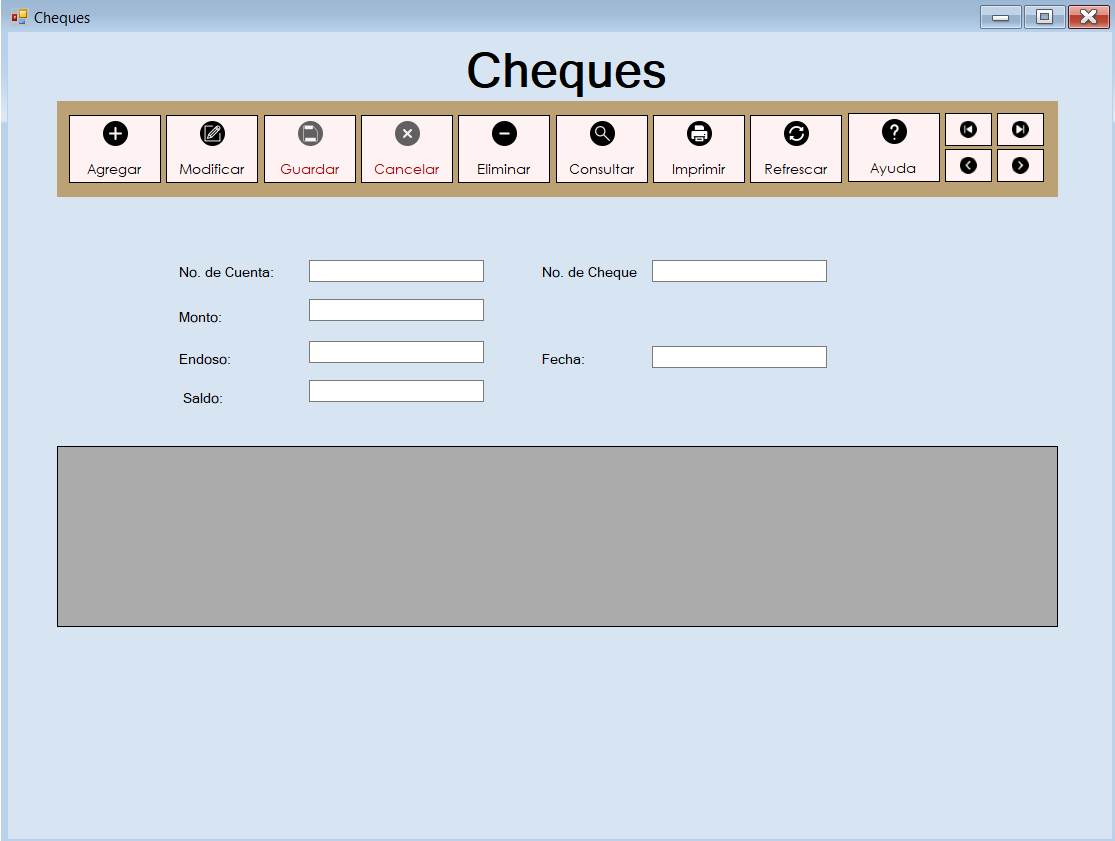 Cheques
Cheques
Agregar Modificar Guardar Cancelar Eliminar Consultar Imprimir Refrescar Ayuda
No. de Cuenta: No. de Cheque
Monto:
Endoso: Fecha:
Saldo: